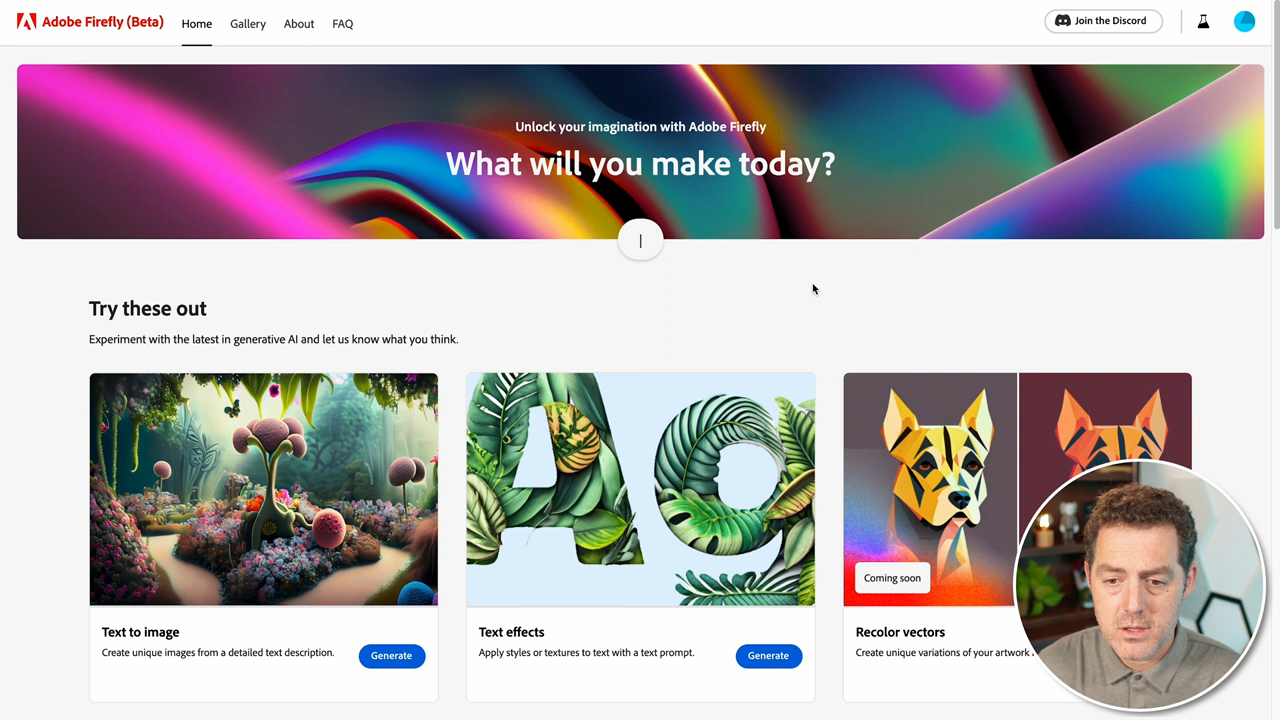 Adobe Firefly (Beta)
Home
Gallery
About
FAQ
Join the Discord
Unlock your imagination with Adobe Firefly
What will you make today?
Try these out
Experiment with the latest in generative AI and let us know what you think.
Ag
Coming soon
Text to image
Create unique images from a detailed text description.
Generate
Text effects
Apply styles or textures to text with a text prompt.
Generate
Recolor vectors
Create unique variations of your artwork